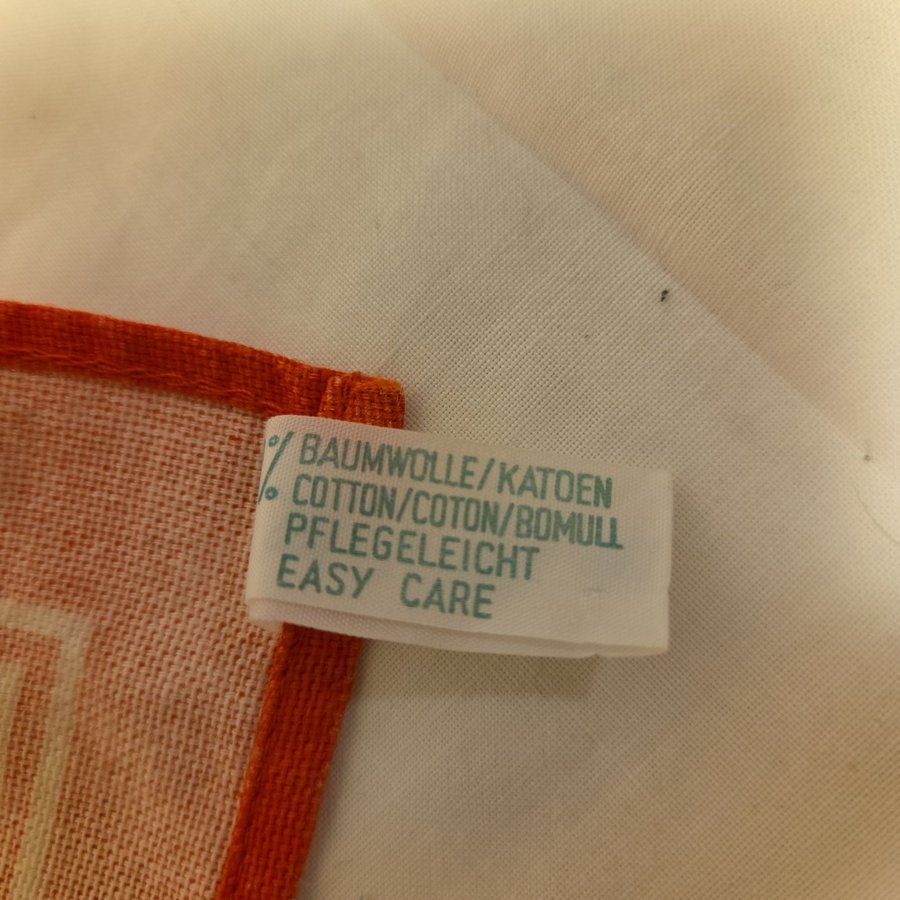 % BAUMWOLLE/KATOEN
% COTTON/COTON/BOMULL
PFLEGELEICHT
EASY CARE